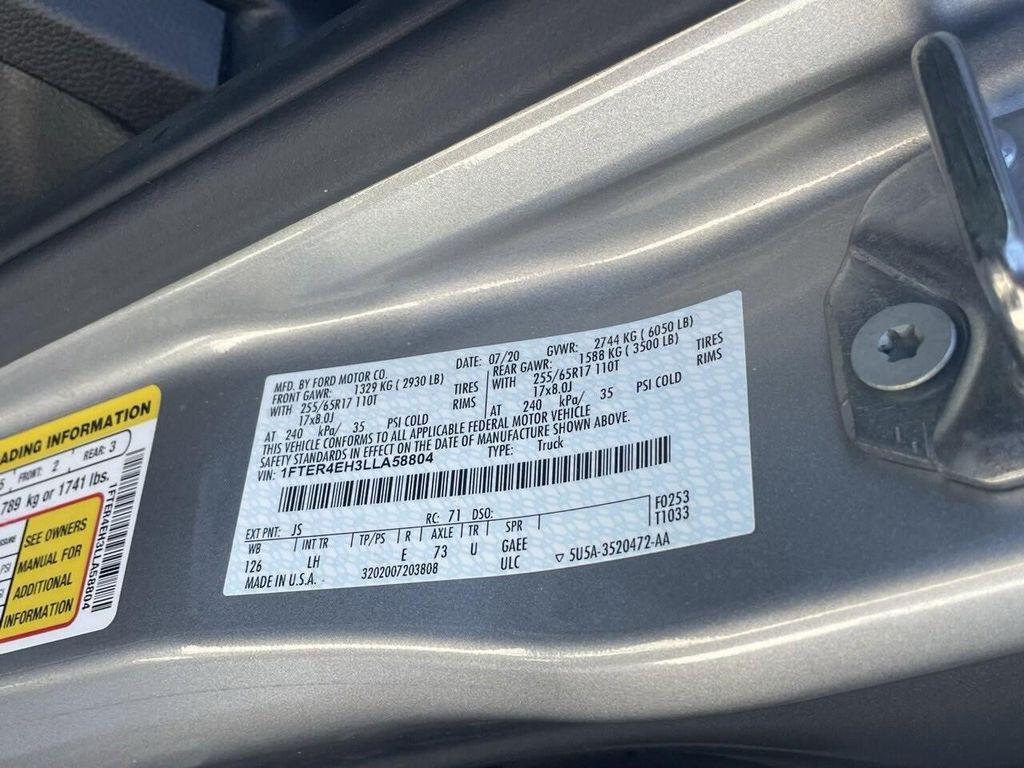 MFD. BY FORD MOTOR CO. DATE: 07/20 GVWR: 2744 KG ( 6050 LB)
FRONT GAWR: 1329 KG ( 2930 LB) REAR GAWR: 1588 KG ( 3500 LB)
WITH 255/65R17 110T TIRES WITH 255/65R17 110T TIRES
17x8.0J RIMS 17x8.0J RIMS
AT 240 kPa/ 35 PSI COLD AT 240 kPa/ 35 PSI COLD
THIS VEHICLE CONFORMS TO ALL APPLICABLE FEDERAL MOTOR VEHICLE
SAFETY STANDARDS IN EFFECT ON THE DATE OF MANUFACTURE SHOWN ABOVE.
VIN: 1FTER4EH3LLA58804 TYPE: Truck
EXT PNT: JS RC: 71 DSO: F0253
WB INT TR TP/PS R AXLE TR SPR T1033
126 LH E 73 U GAEE
MADE IN U.S.A. 3202007203808 ULC ▽ 5U5A-3520472-AA
ADING INFORMATION
FRONT: 2 REAR: 3
789 kg or 1741 lbs.
SEE OWNERS
MANUAL FOR
ADDITIONAL
INFORMATION
PSI
1FTER4EH3LLA58804